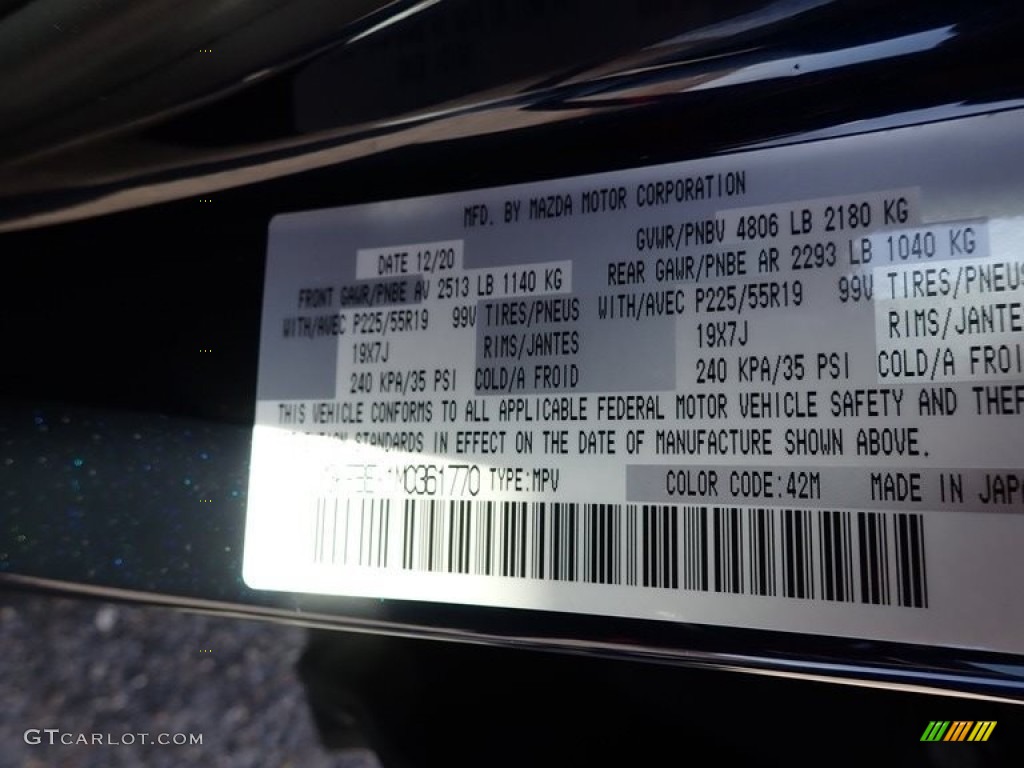 MFD. BY MAZDA MOTOR CORPORATION
DATE 12/20 GVWR/PNBV 4806 LB 2180 KG
FRONT GAWR/PNBE AV 2513 LB 1140 KG REAR GAWR/PNBE AR 2293 LB 1040 KG
WITH/AVEC P225/55R19 99V TIRES/PNEUS WITH/AVEC P225/55R19 99V TIRES/PNEUS
19X7J RIMS/JANTES 19X7J RIMS/JANTE
240 KPA/35 PSI COLD/A FROID 240 KPA/35 PSI COLD/A FROI
THIS VEHICLE CONFORMS TO ALL APPLICABLE FEDERAL MOTOR VEHICLE SAFETY AND THEF
STANDARDS IN EFFECT ON THE DATE OF MANUFACTURE SHOWN ABOVE.
TYPE:MPV COLOR CODE:42M MADE IN JAPA
GTCARLOT.COM